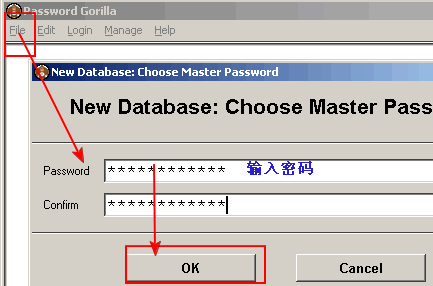 Password Gorilla
File Edit Login Manage Help
New Database: Choose Master Password
New Database: Choose Master Pass
Password ************ 输入密码
Confirm ************
OK Cancel